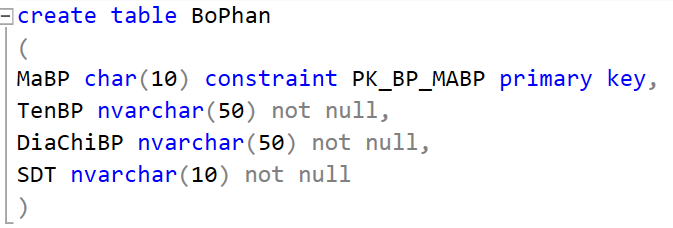 create table BoPhan
(
MaBP char(10) constraint PK_BP_MABP primary key,
TenBP nvarchar(50) not null,
DiaChiBP nvarchar(50) not null,
SDT nvarchar(10) not null
)